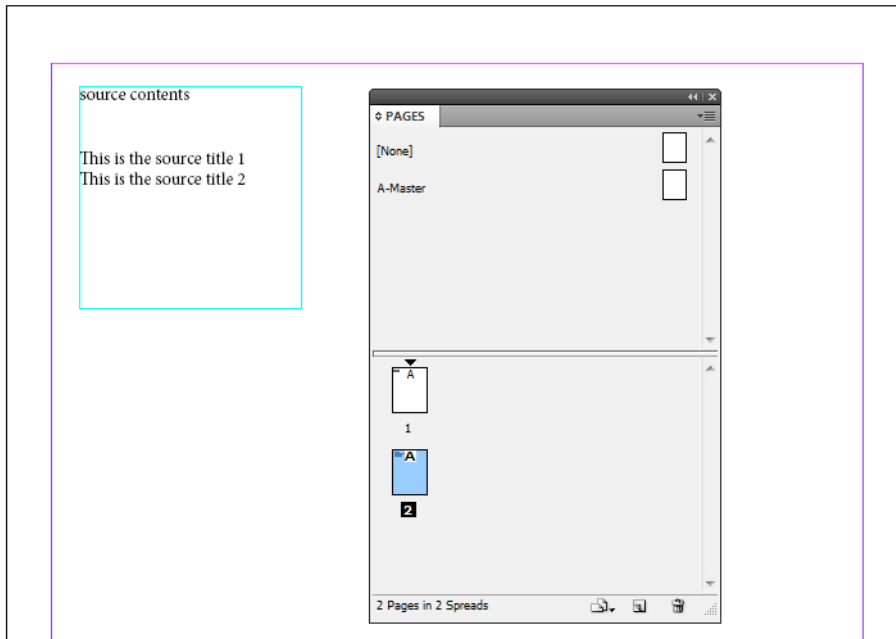 source contents
This is the source title 1
This is the source title 2
PAGES
[None]
A-Master
A
1
A
2
2 Pages in 2 Spreads